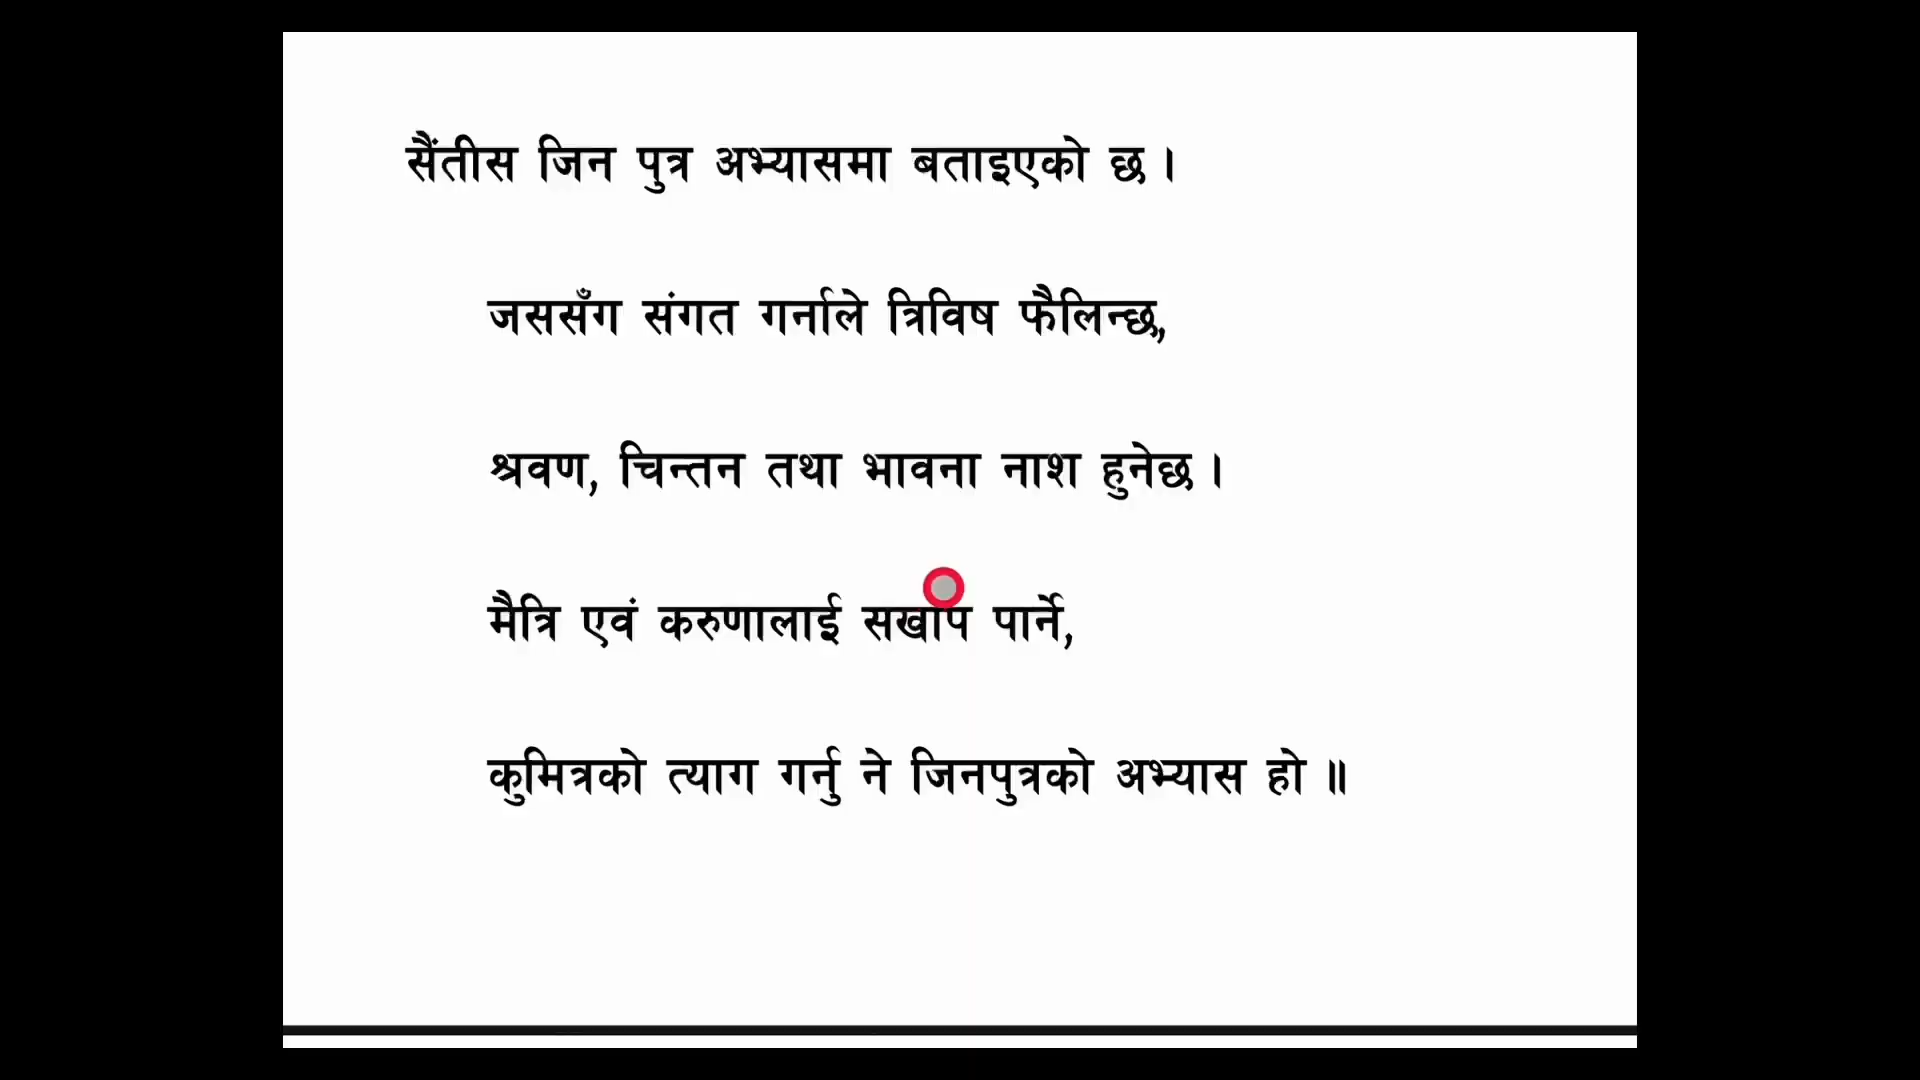 सैंतीस जिन पुत्र अभ्यासमा बताइएको छ ।
जससँग संगत गर्नाले त्रिविष फैलिन्छ,
श्रवण, चिन्तन तथा भावना नाश हुनेछ ।
मैत्रि एवं करुणालाई सखाप पार्ने,
कुमित्रको त्याग गर्नु ने जिनपुत्रको अभ्यास हो ॥